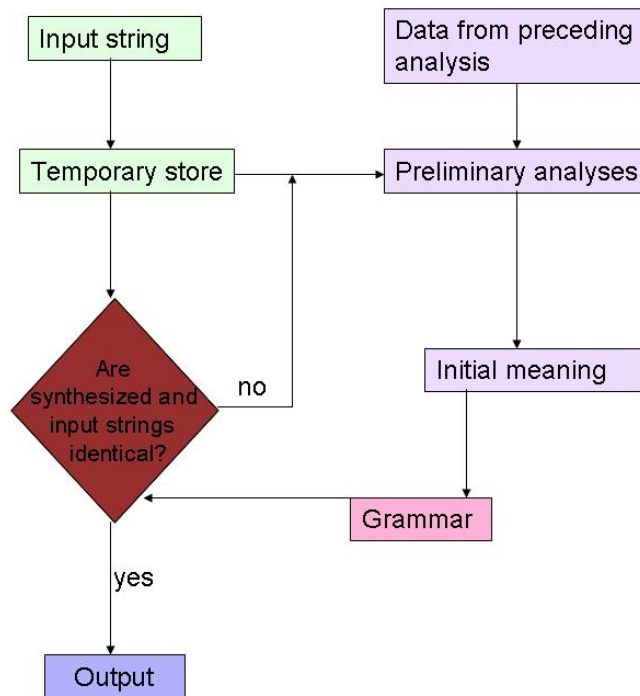 Input string
Data from preceding
analysis
Temporary store
Preliminary analyses
Are
synthesized and
input strings
identical?
no
Initial meaning
Grammar
yes
Output